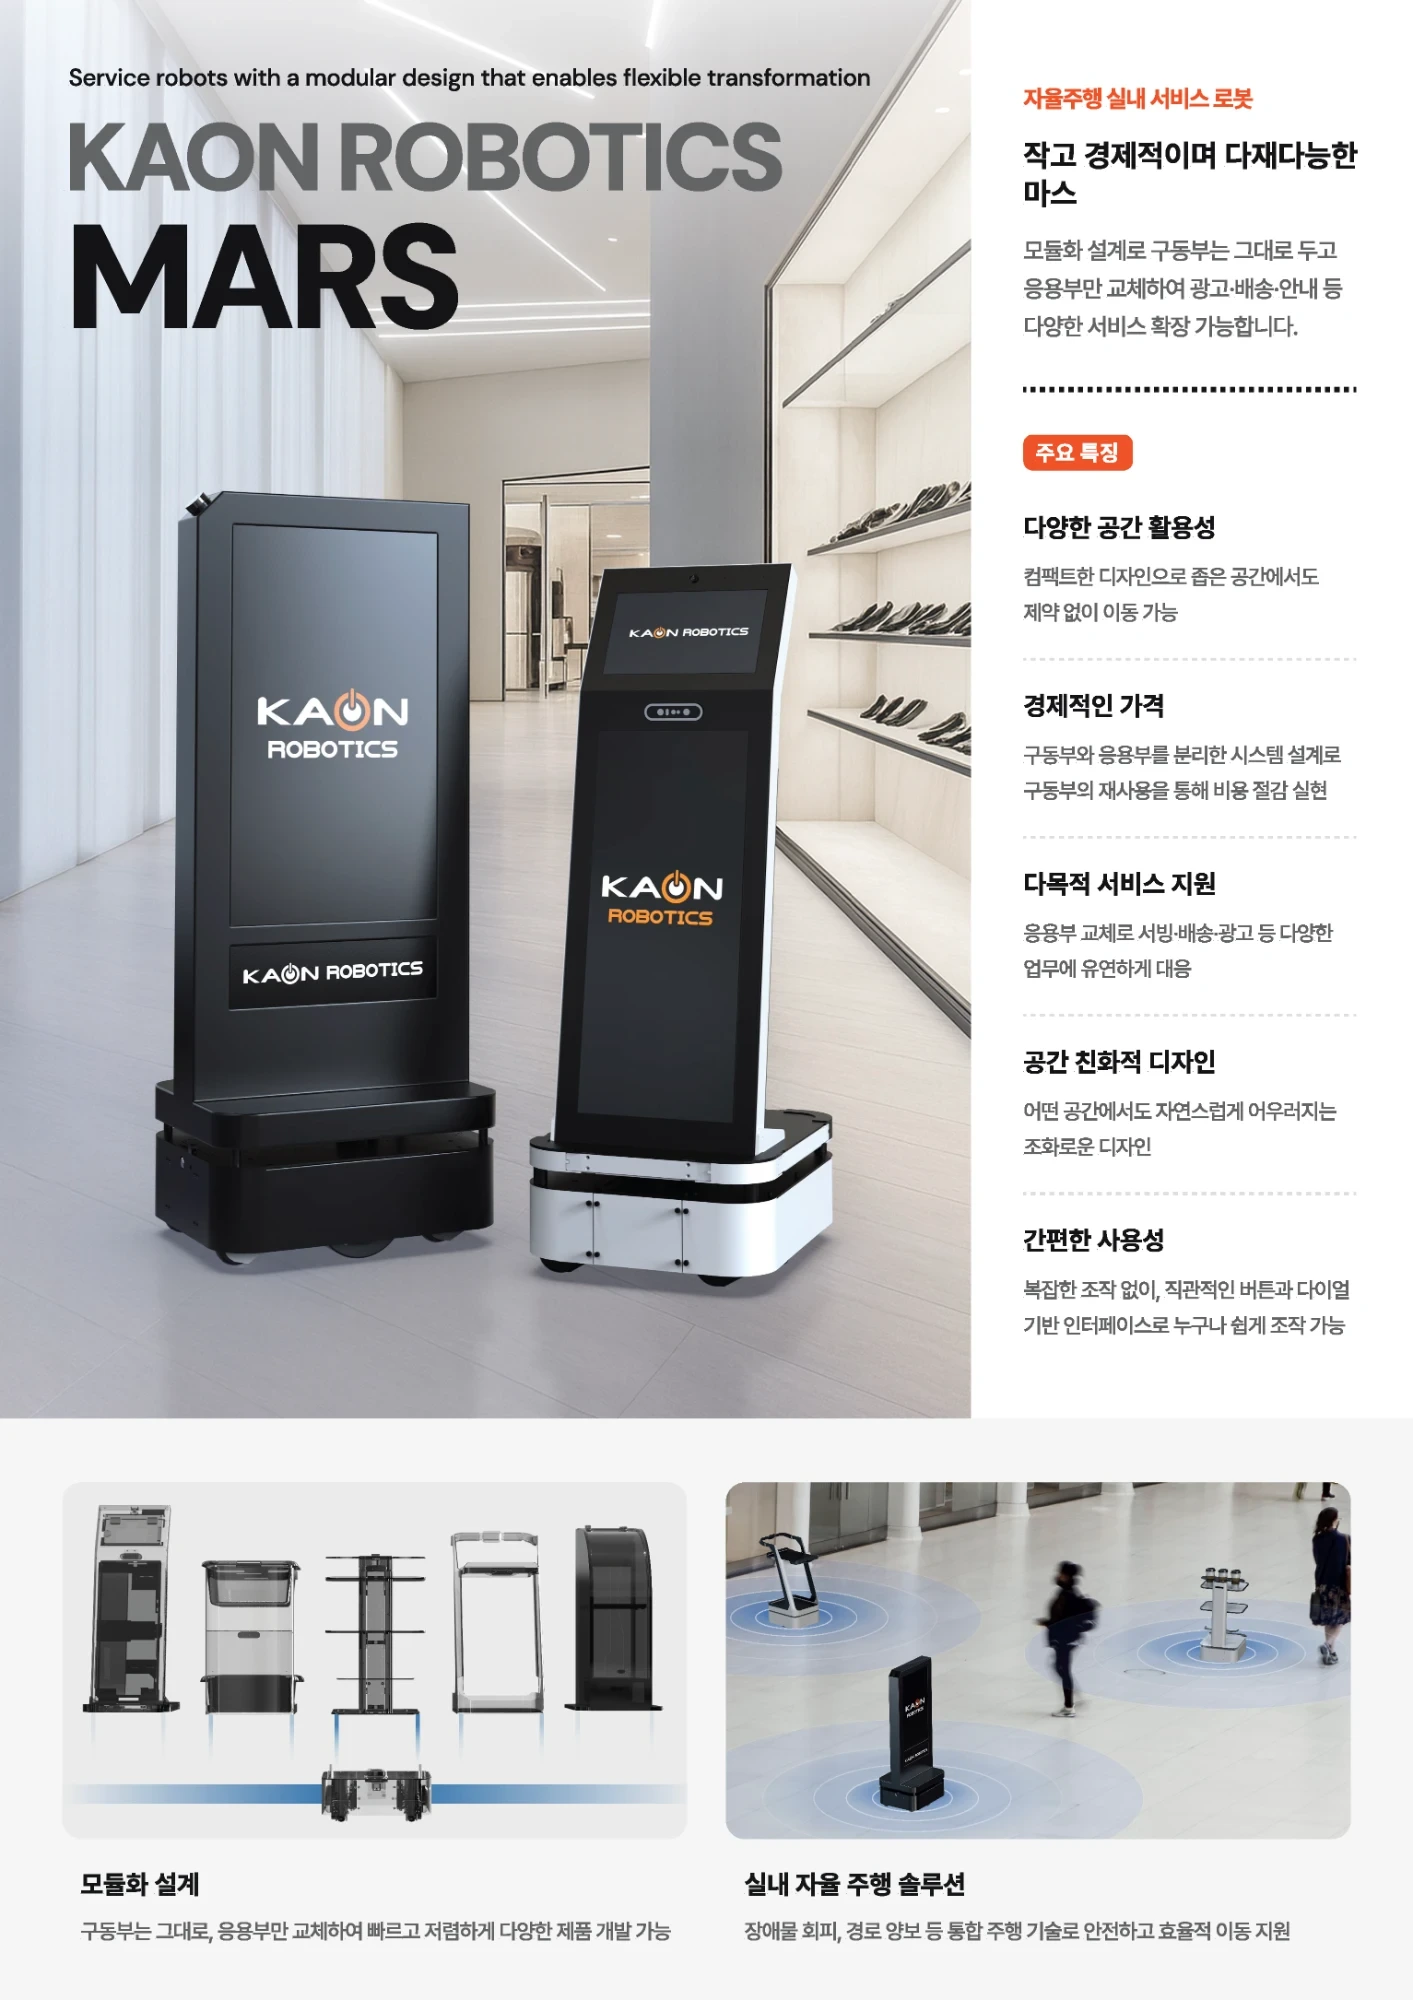 Service robots with a modular design that enables flexible transformation
KAON ROBOTICS
MARS
KAON
ROBOTICS
KAON ROBOTICS
KAON ROBOTICS
KAON
ROBOTICS
자율주행 실내 서비스 로봇
작고 경제적이며 다재다능한
마스
모듈화 설계로 구동부는 그대로 두고
응용부만 교체하여 광고·배송·안내 등
다양한 서비스 확장 가능합니다.
주요 특징
다양한 공간 활용성
컴팩트한 디자인으로 좁은 공간에서도
제약 없이 이동 가능
경제적인 가격
구동부와 응용부를 분리한 시스템 설계로
구동부의 재사용을 통해 비용 절감 실현
다목적 서비스 지원
응용부 교체로 서빙·배송·광고 등 다양한
업무에 유연하게 대응
공간 친화적 디자인
어떤 공간에서도 자연스럽게 어우러지는
조화로운 디자인
간편한 사용성
복잡한 조작 없이, 직관적인 버튼과 다이얼
기반 인터페이스로 누구나 쉽게 조작 가능
KAON
ROBOTICS
KAON ROBOTICS
모듈화 설계
구동부는 그대로, 응용부만 교체하여 빠르고 저렴하게 다양한 제품 개발 가능
실내 자율 주행 솔루션
장애물 회피, 경로 양보 등 통합 주행 기술로 안전하고 효율적 이동 지원